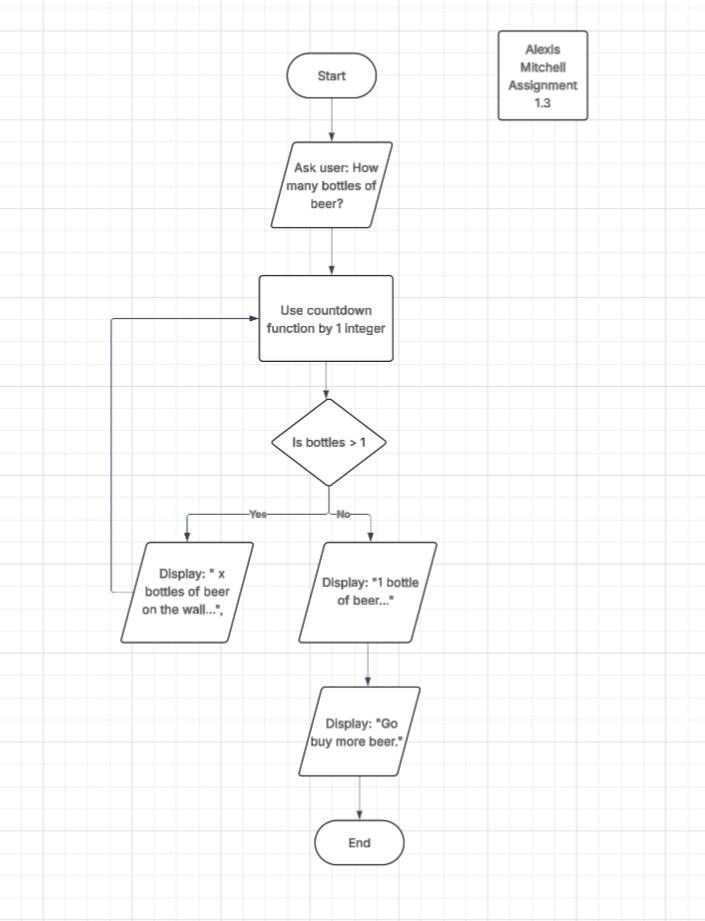 Alexis
Mitchell
Assignment
1.3
Start
Ask user: How
many bottles of
beer?
Use countdown
function by 1 integer
Is bottles > 1
Yes
No
Display: " x
bottles of beer
on the wall...",
Display: "1 bottle
of beer..."
Display: "Go
buy more beer."
End